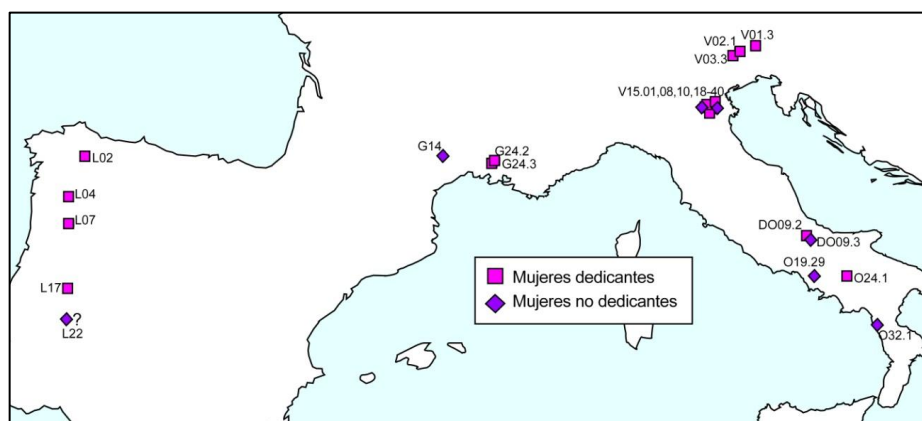 V01.3
V02.1
V03.3
V15.01,08,10,18-40
G14
G24.2
G24.3
L02
L04
L07
DO09.2
DO09.3
O19.29
O24.1
L17
?
L22
O32.1
Mujeres dedicantes
Mujeres no dedicantes